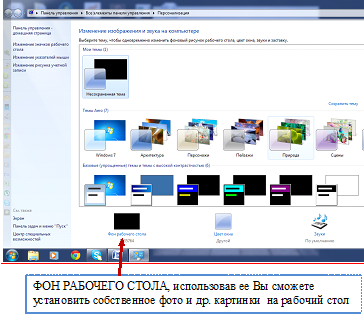 Панель управления ▸ Все элементы панели управления ▸ Персонализация
Панель управления -
домашняя страница
Изменение значков рабочего
стола
Изменение указателей мыши
Изменение рисунка учетной
записи
См. также
Экран
Панель задач и меню "Пуск"
Центр специальных
возможностей
Изменение изображения и звука на компьютере
Выберите тему, чтобы одновременно изменить фоновый рисунок рабочего стола, цвет окна, звуки и заставку.
Мои темы (1)
Несохраненная тема
Сохранить тему
Темы Aero (7)
Windows 7
Архитектура
Персонажи
Пейзажи
Природа
Сцены
Базовые (упрощенные) темы и темы с высокой контрастностью (6)
Фон рабочего стола
Цвет окна
Другой
Звуки
По умолчанию
ФОН РАБОЧЕГО СТОЛА, использовав ее Вы сможете
установить собственное фото и др. картинки на рабочий стол